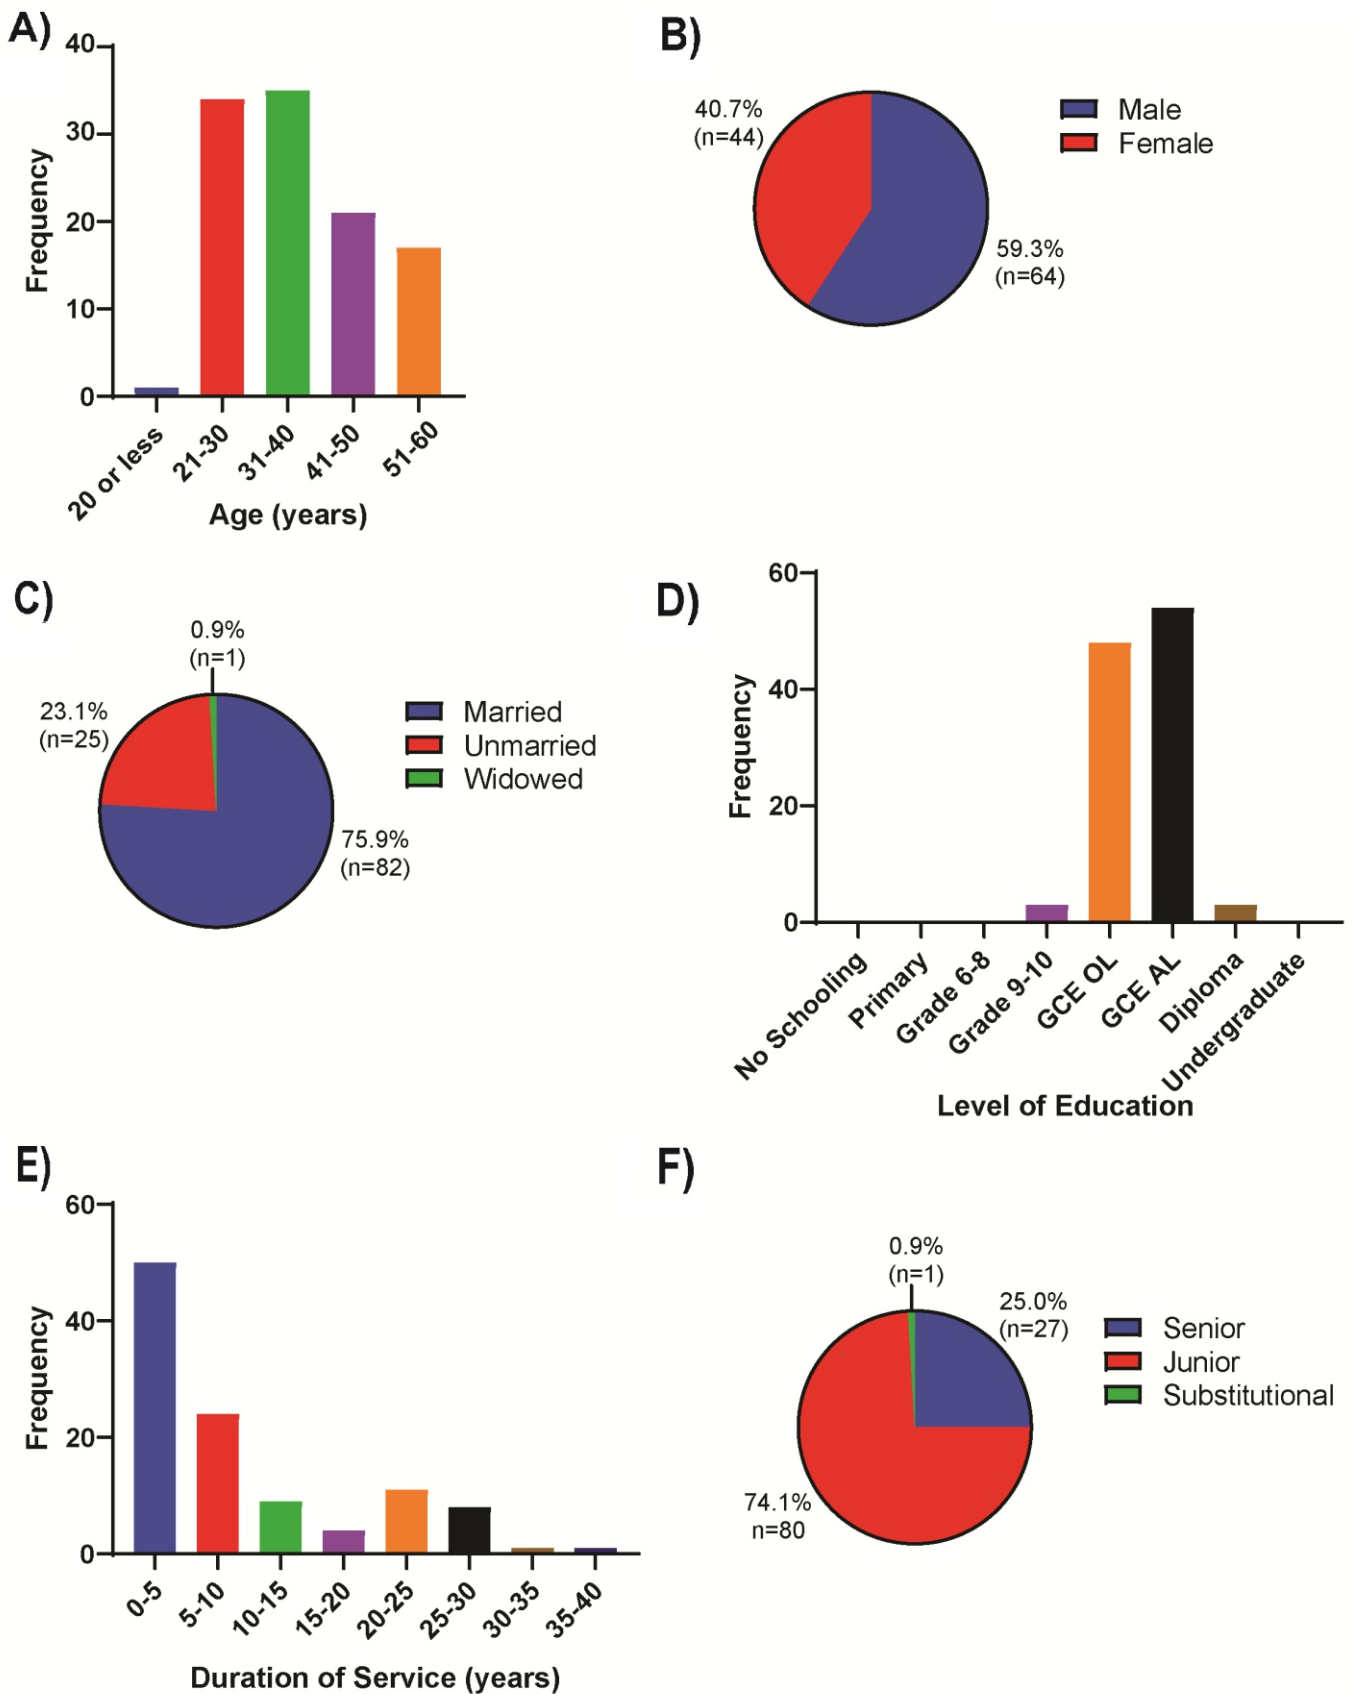 A)
40
30
20
10
0
Frequency
20 or less
21-30
31-40
41-50
51-60
Age (years)
B)
40.7%
(n=44)
59.3%
(n=64)
Male
Female
C)
0.9%
(n=1)
23.1%
(n=25)
75.9%
(n=82)
Married
Unmarried
Widowed
D)
60
40
20
0
Frequency
No Schooling
Primary
Grade 6-8
Grade 9-10
GCE OL
GCE AL
Diploma
Undergraduate
Level of Education
E)
60
40
20
0
Frequency
0-5
5-10
10-15
15-20
20-25
25-30
30-35
35-40
Duration of Service (years)
F)
0.9%
(n=1)
25.0%
(n=27)
74.1%
n=80
Senior
Junior
Substitutional